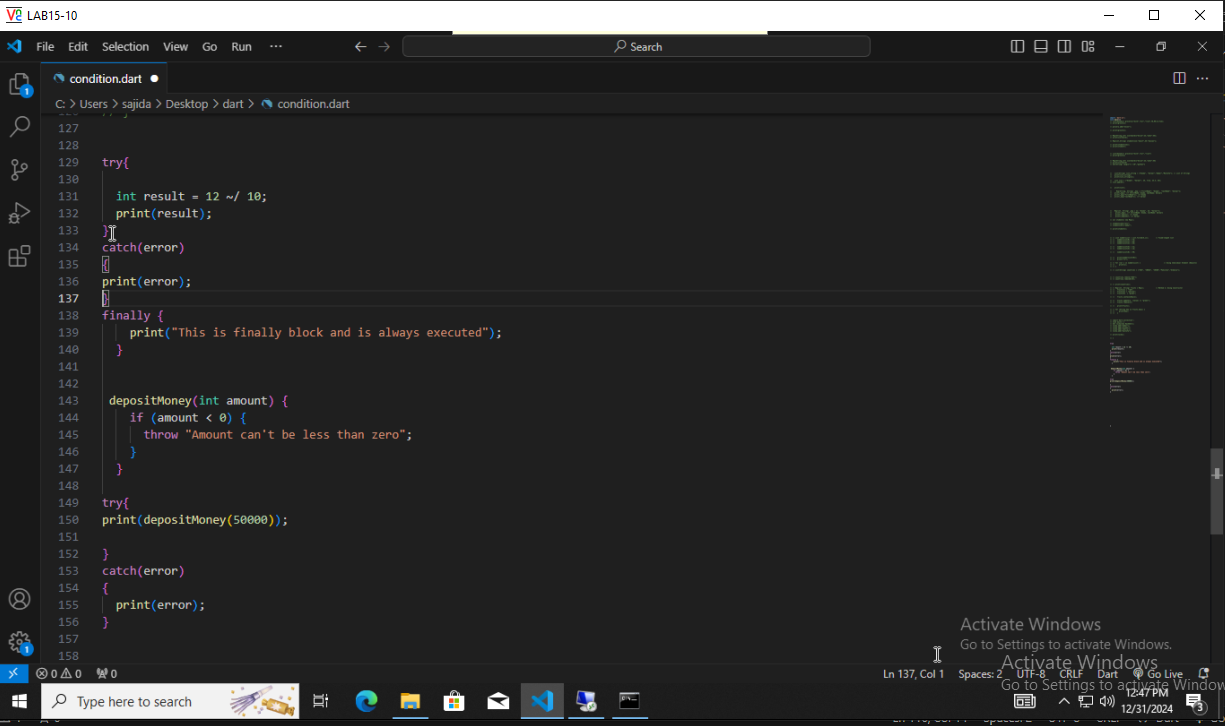 LAB15-10
File Edit Selection View Go Run ··· Search
condition.dart
C: > Users > sajida > Desktop > dart > condition.dart
127
128
129 try{
130
131 int result = 12 ~/ 10;
132 print(result);
133 }
134 catch(error)
135 {
136 print(error);
137 }
138 finally {
139 print("This is finally block and is always executed");
140 }
141
142
143 depositMoney(int amount) {
144 if (amount < 0) {
145 throw "Amount can't be less than zero";
146 }
147 }
148
149 try{
150 print(depositMoney(50000));
151
152 }
153 catch(error)
154 {
155 print(error);
156 }
157
158
Activate Windows
Go to Settings to activate Windows.
Activate Windows
Go to Settings to activate Window
0 0 0 Ln 137, Col 1 Spaces: 2 UTF-8 CRLF Dart Go Live
Type here to search 12:47 PM
12/31/2024 3